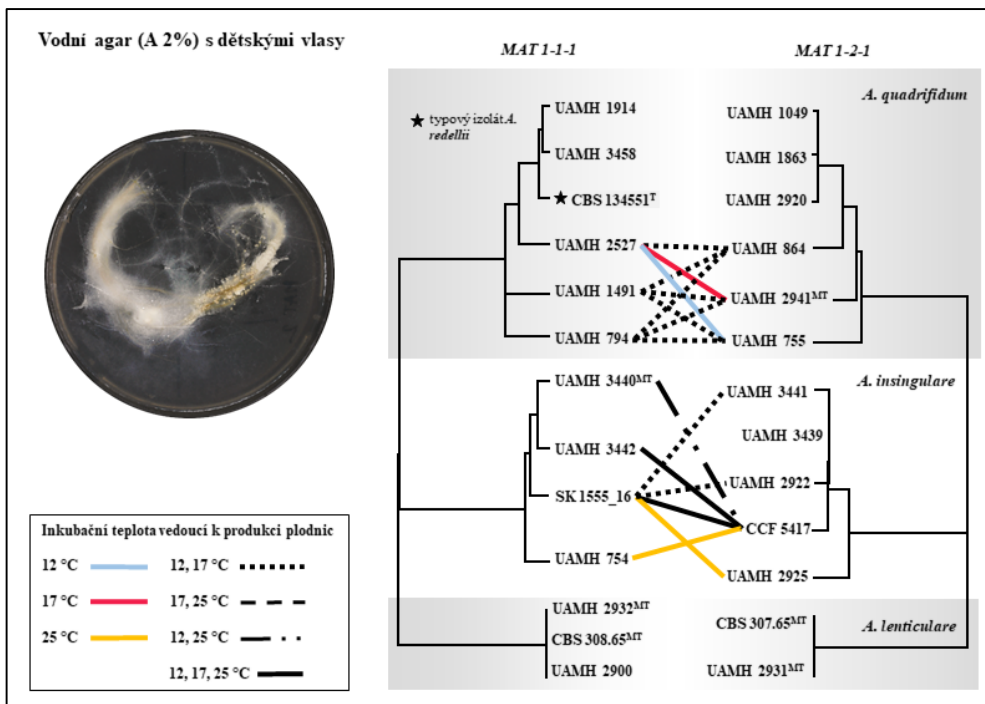 Vodní agar (A 2%) s dětskými vlasy
MAT 1-1-1
MAT 1-2-1
A. quadrifidum
★ typový izolát A.
redellii
UAMH 1914
UAMH 3458
★ CBS 134551ᵀ
UAMH 2527
UAMH 1491
UAMH 794
UAMH 1049
UAMH 1863
UAMH 2920
UAMH 864
UAMH 2941ᴹᵀ
UAMH 755
A. insingulare
UAMH 3440ᴹᵀ
UAMH 3442
SK 1555_16
UAMH 754
UAMH 3441
UAMH 3439
UAMH 2922
CCF 5417
UAMH 2925
A. lenticulare
UAMH 2932ᴹᵀ
CBS 308.65ᴹᵀ
UAMH 2900
CBS 307.65ᴹᵀ
UAMH 2931ᴹᵀ
Inkubační teplota vedoucí k produkci plodnic
12 °C
12, 17 °C
17 °C
17, 25 °C
25 °C
12, 25 °C
12, 17, 25 °C